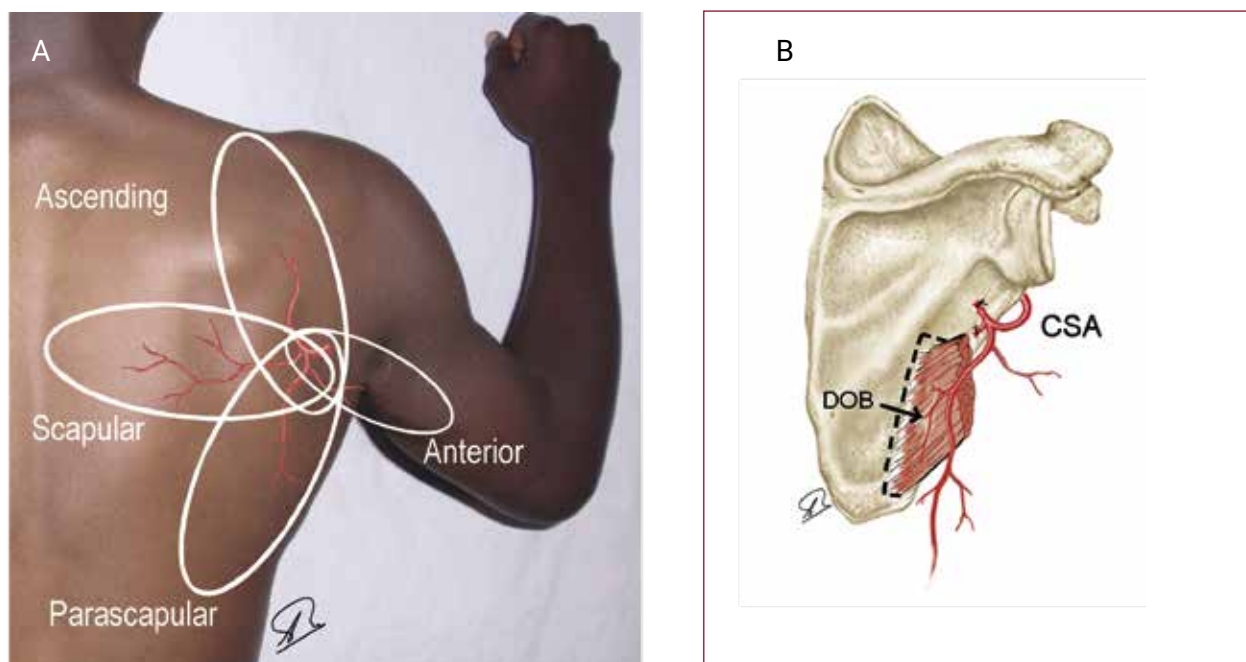 A
Ascending
Scapular
Anterior
Parascapular
B
CSA
DOB